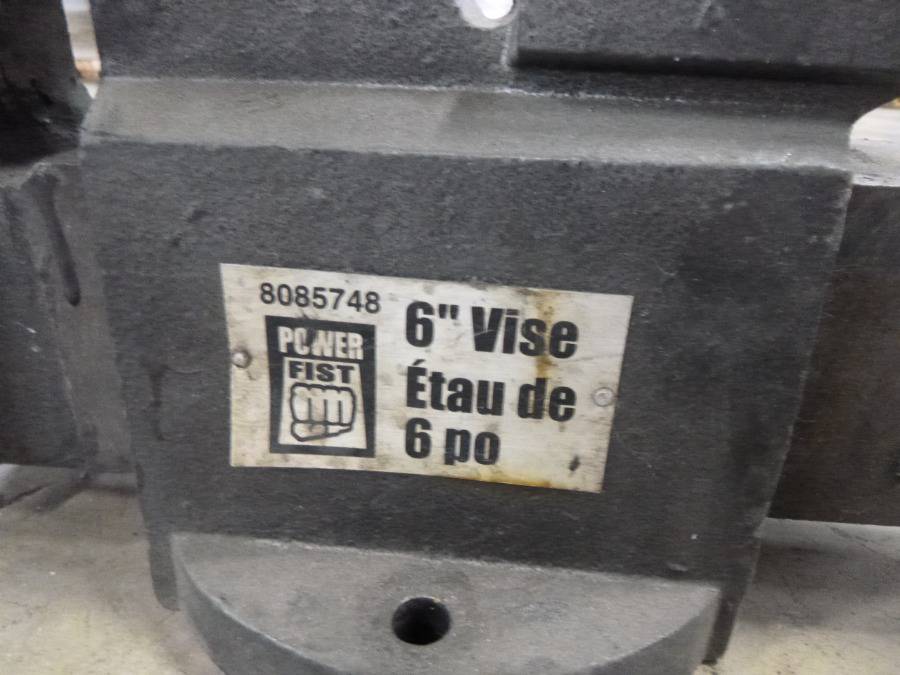 8085748
POWER
FIST
6" Vise
Étau de
6 po